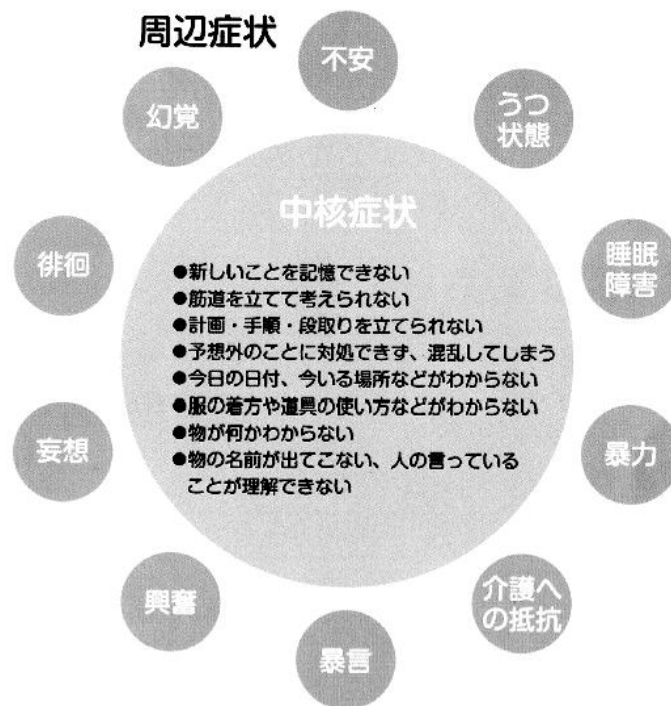 周辺症状
不安
うつ
状態
睡眠
障害
暴力
介護へ
の抵抗
暴言
興奮
妄想
徘徊
幻覚
中核症状
●新しいことを記憶できない
●筋道を立てて考えられない
●計画・手順・段取りを立てられない
●予想外のことに対処できず、混乱してしまう
●今日の日付、今いる場所などがわからない
●服の着方や道具の使い方などがわからない
●物が何かわからない
●物の名前が出てこない、人の言っている
ことが理解できない